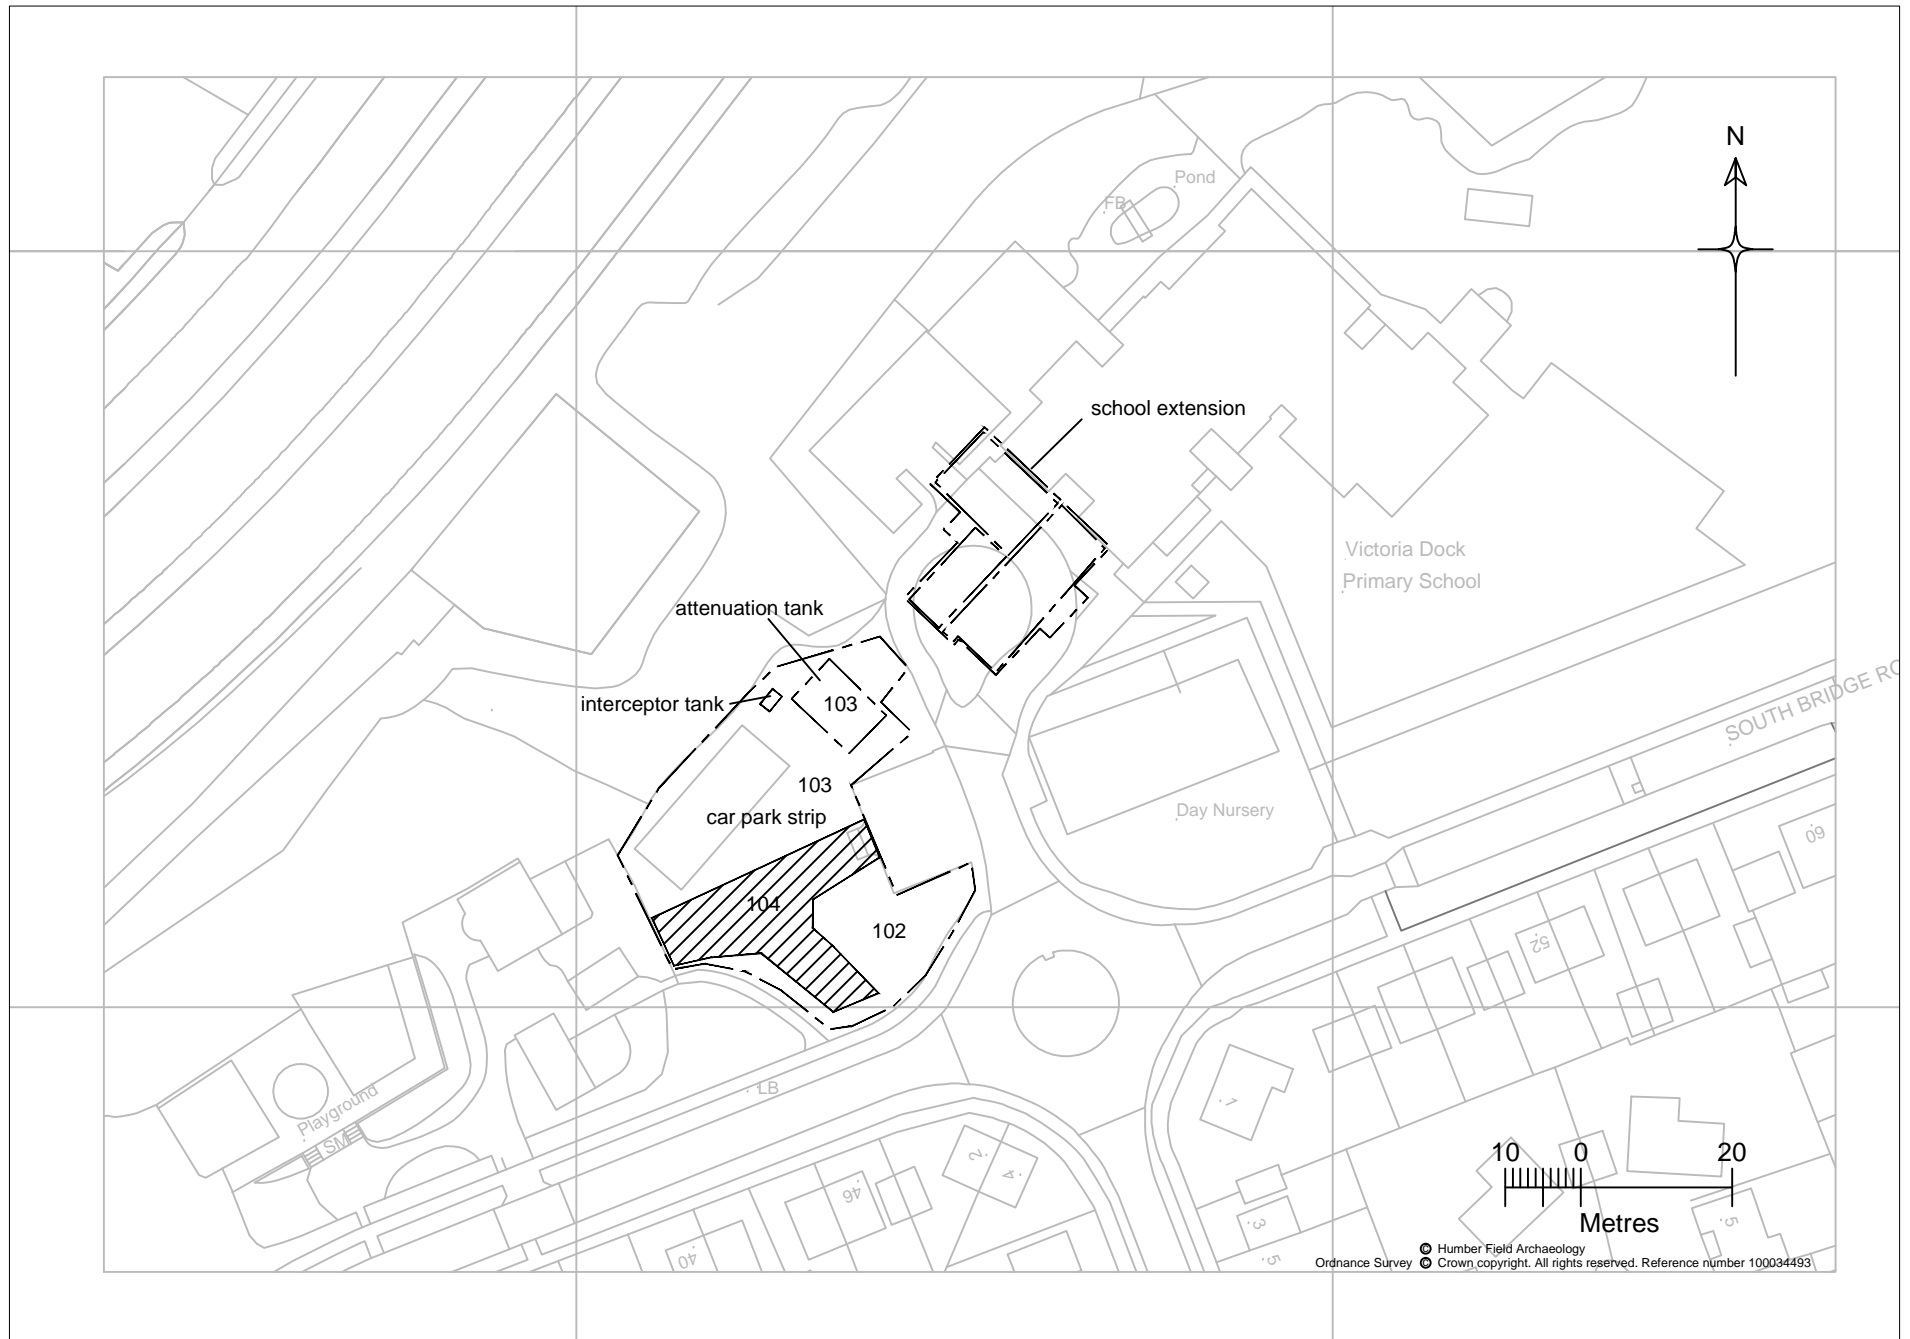 N
Pond
FB
school extension
Victoria Dock
Primary School
attenuation tank
interceptor tank
103
SOUTH BRIDGE RO
103
car park strip
Day Nursery
60
104
102
52
LB
Playground
SM
1
2
4
46
40
3
5
5
10 0 20
Metres
© Humber Field Archaeology
Ordnance Survey © Crown copyright. All rights reserved. Reference number 100034493